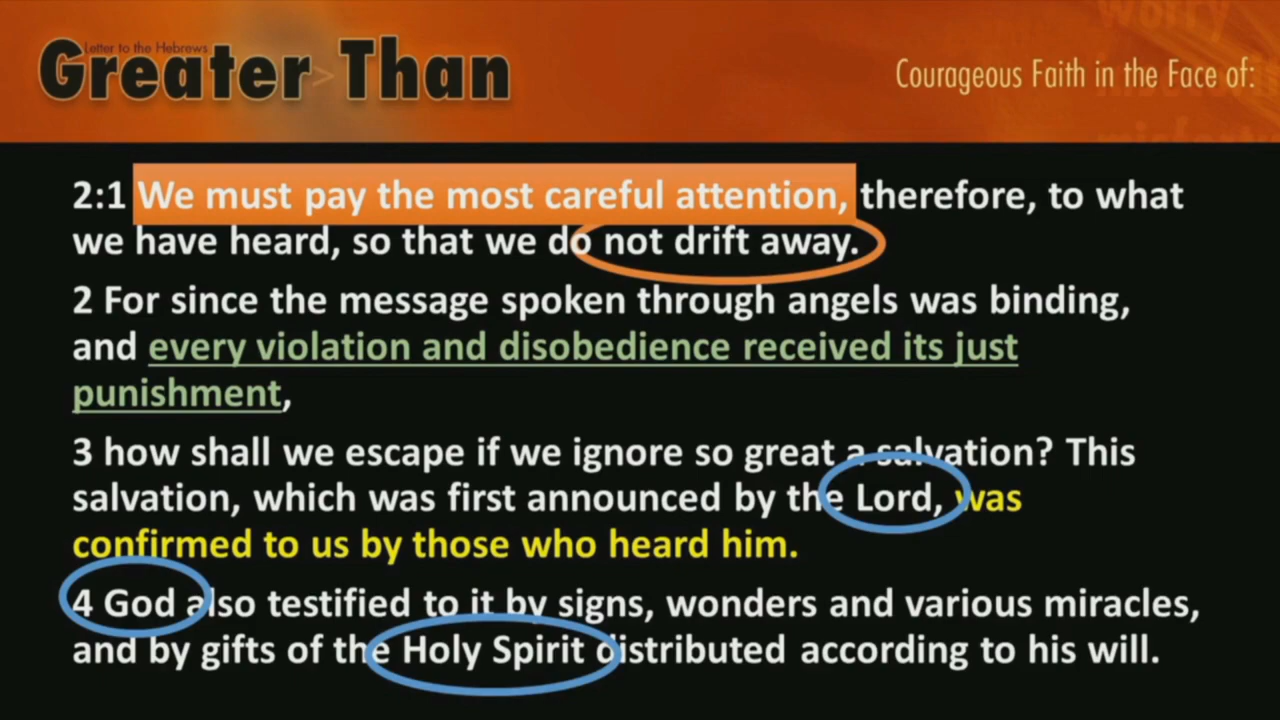 worry
Letter to the Hebrews
Greater > Than
Courageous Faith in the Face of:
2:1 We must pay the most careful attention, therefore, to what
we have heard, so that we do not drift away.
2 For since the message spoken through angels was binding,
and every violation and disobedience received its just
punishment,
3 how shall we escape if we ignore so great a salvation? This
salvation, which was first announced by the Lord, was
confirmed to us by those who heard him.
4 God also testified to it by signs, wonders and various miracles,
and by gifts of the Holy Spirit distributed according to his will.